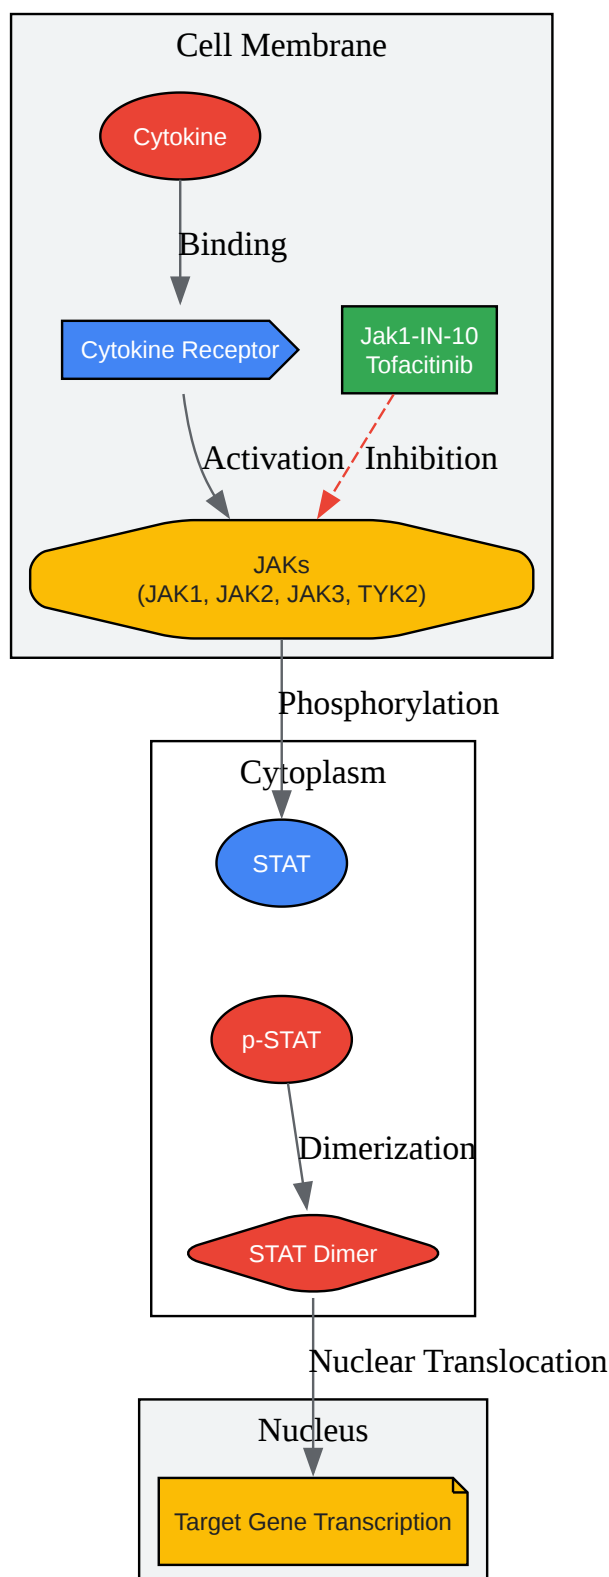 Cell Membrane
Cytokine
Binding
Cytokine Receptor
Jak1-IN-10
Tofacitinib
Activation
Inhibition
JAKs
(JAK1, JAK2, JAK3, TYK2)
Phosphorylation
Cytoplasm
STAT
p-STAT
Dimerization
STAT Dimer
Nuclear Translocation
Nucleus
Target Gene Transcription